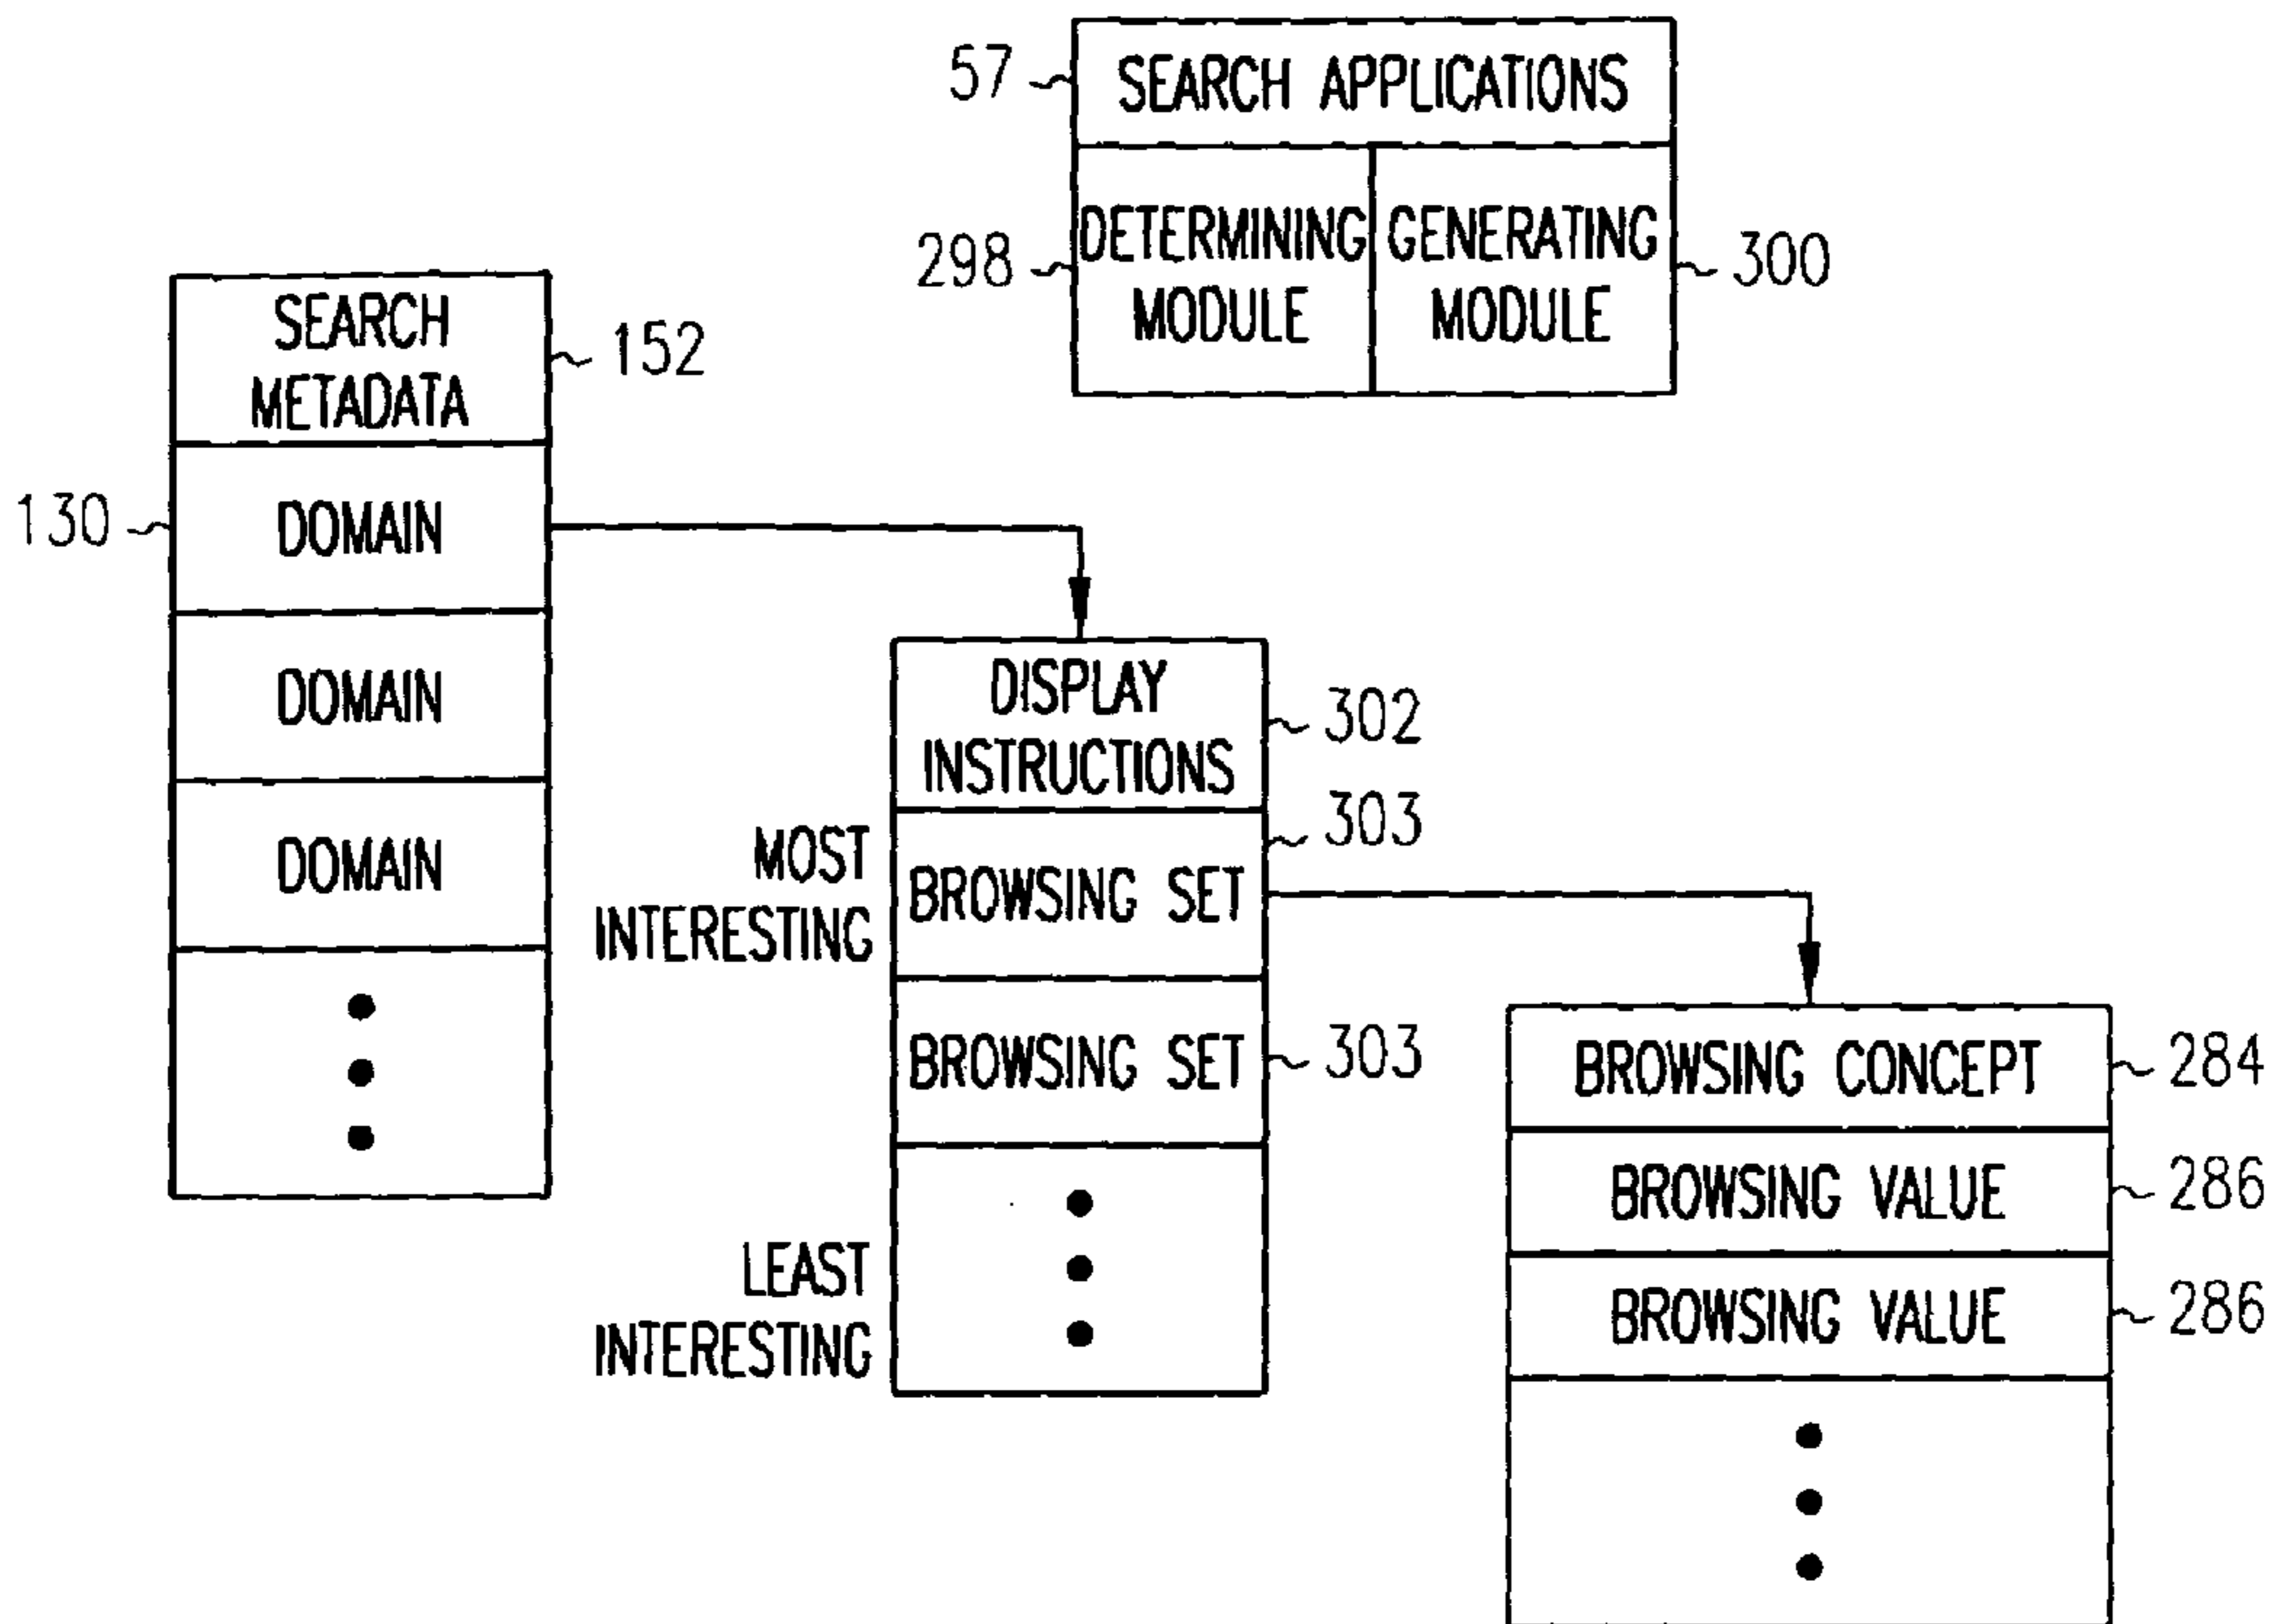 57
SEARCH APPLICATIONS
298
DETERMINING
MODULE
GENERATING
MODULE
300
SEARCH
METADATA
152
130
DOMAIN
DOMAIN
DOMAIN
DISPLAY
INSTRUCTIONS
302
303
MOST
INTERESTING
BROWSING SET
BROWSING SET
303
LEAST
INTERESTING
BROWSING CONCEPT
284
BROWSING VALUE
286
BROWSING VALUE
286